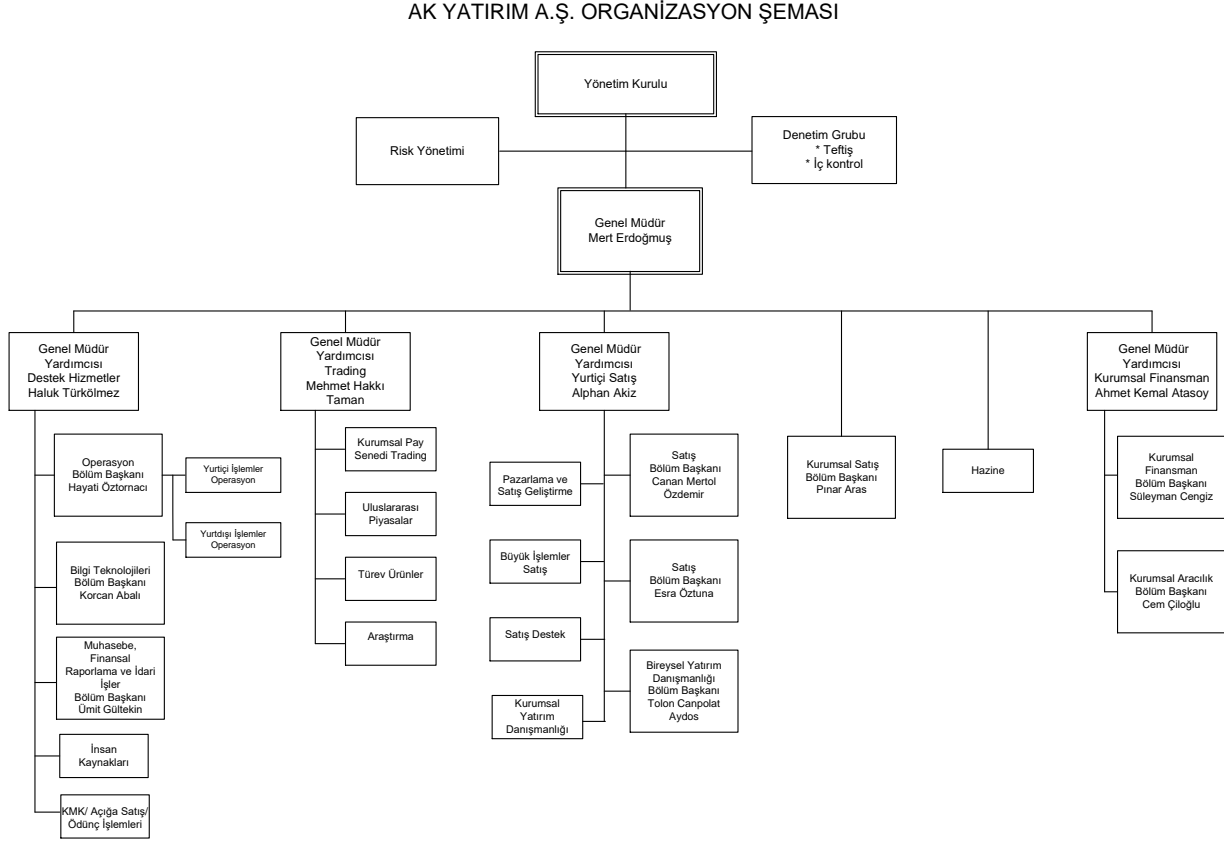 AK YATIRIM A.Ş. ORGANİZASYON ŞEMASI
Yönetim Kurulu
Risk Yönetimi
Denetim Grubu
* Teftiş
* İç kontrol
Genel Müdür
Mert Erdoğmuş
Genel Müdür
Yardımcısı
Destek Hizmetler
Haluk Türkölmez
Operasyon
Bölüm Başkanı
Hayati Öztornacı
Yurtiçi İşlemler
Operasyon
Yurtdışı İşlemler
Operasyon
Bilgi Teknolojileri
Bölüm Başkanı
Korcan Abalı
Muhasebe,
Finansal
Raporlama ve İdari
İşler
Bölüm Başkanı
Ümit Gültekin
İnsan
Kaynakları
KMK/ Açığa Satış/
Ödünç İşlemleri
Genel Müdür
Yardımcısı
Trading
Mehmet Hakkı
Taman
Kurumsal Pay
Senedi Trading
Uluslararası
Piyasalar
Türev Ürünler
Araştırma
Genel Müdür
Yardımcısı
Yurtiçi Satış
Alphan Akiz
Pazarlama ve
Satış Geliştirme
Büyük İşlemler
Satış
Satış Destek
Kurumsal
Yatırım
Danışmanlığı
Satış
Bölüm Başkanı
Canan Mertol
Özdemir
Satış
Bölüm Başkanı
Esra Öztuna
Bireysel Yatırım
Danışmanlığı
Bölüm Başkanı
Tolon Canpolat
Aydos
Kurumsal Satış
Bölüm Başkanı
Pınar Aras
Hazine
Genel Müdür
Yardımcısı
Kurumsal Finansman
Ahmet Kemal Atasoy
Kurumsal
Finansman
Bölüm Başkanı
Süleyman Cengiz
Kurumsal Aracılık
Bölüm Başkanı
Cem Çiloğlu